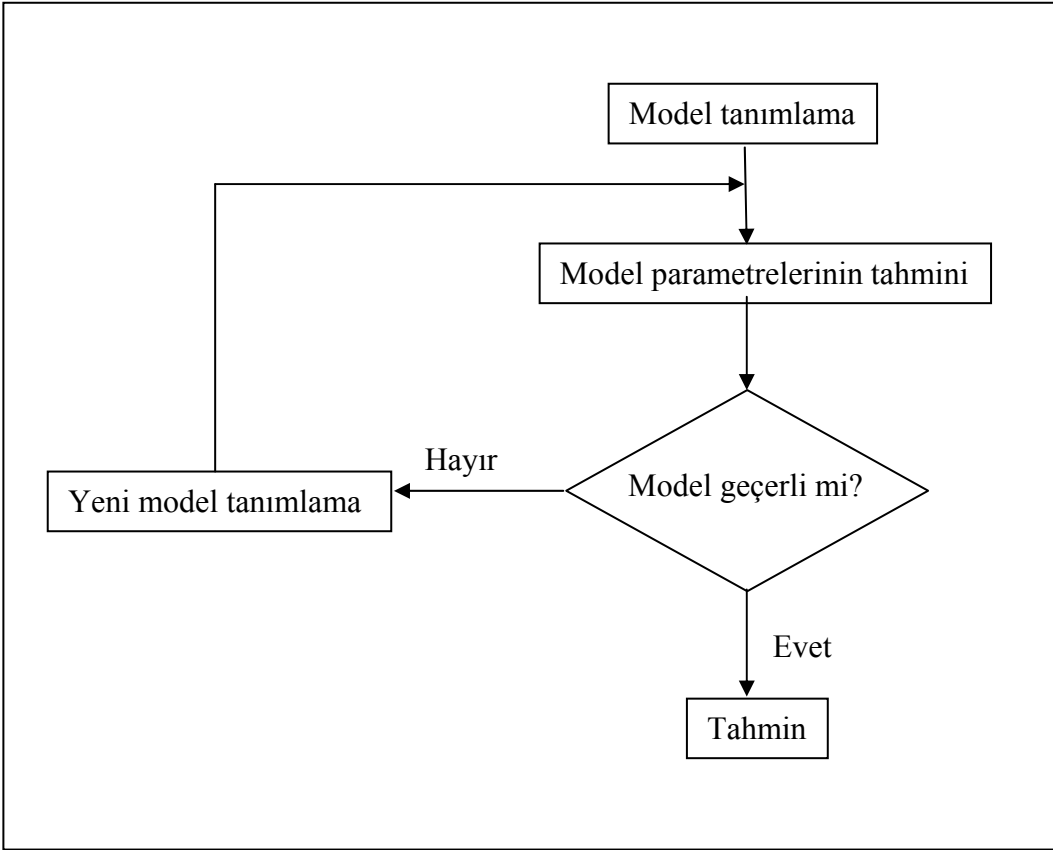 Model tanımlama
Model parametrelerinin tahmini
Hayır
Model geçerli mi?
Yeni model tanımlama
Evet
Tahmin